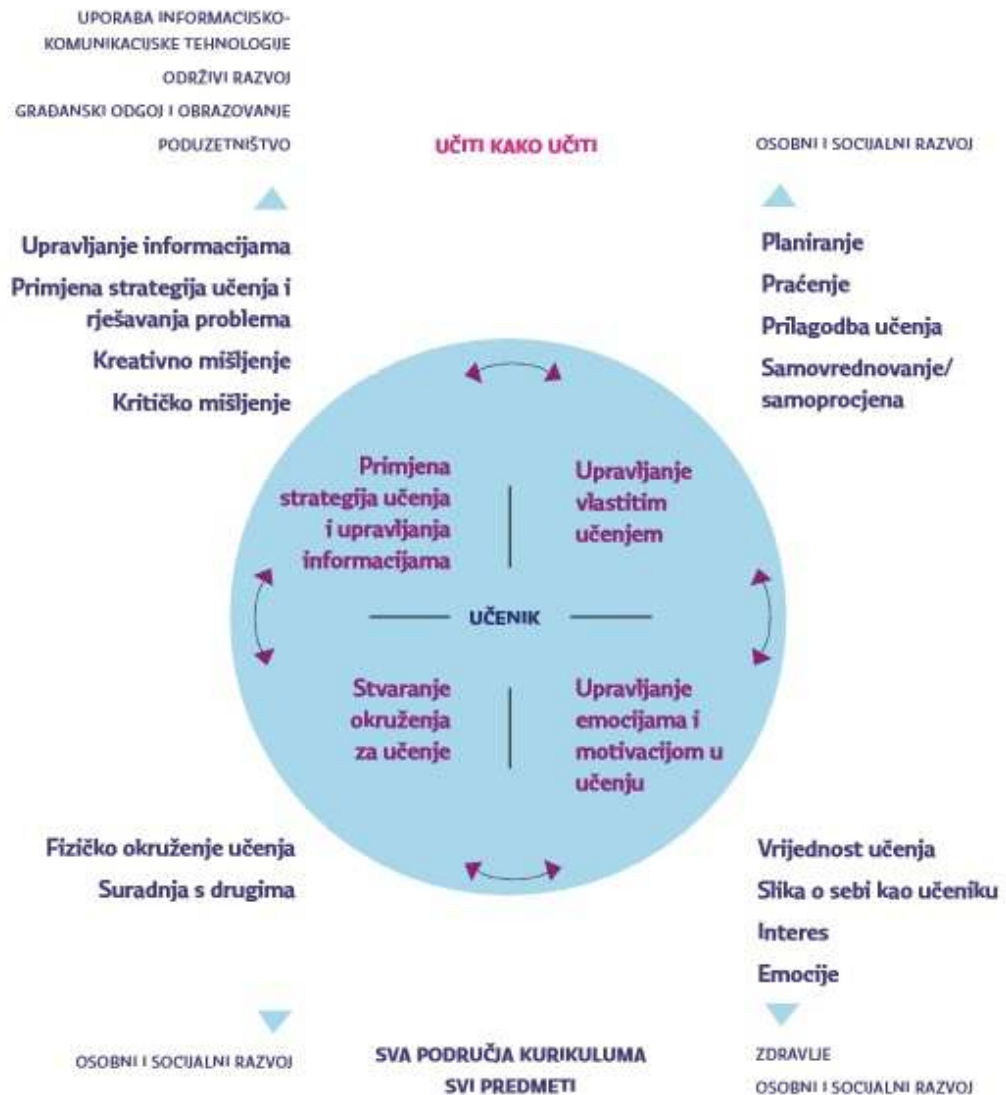 UPORABA INFORMACIJSKO-
KOMUNIKACIJSKE TEHNOLOGIJE
ODRŽIVI RAZVOJ
GRAĐANSKI ODGOJ I OBRAZOVANJE
PODUZETNIŠTVO
UČITI KAKO UČITI
OSOBNI I SOCIJALNI RAZVOJ
Upravljanje informacijama
Primjena strategija učenja i
rješavanja problema
Kreativno mišljenje
Kritičko mišljenje
Planiranje
Praćenje
Prilagodba učenja
Samovrednovanje/
samoprocjena
Primjena
strategija učenja
i upravljanja
informacijama
Upravljanje
vlastitim
učenjem
UČENIK
Stvaranje
okruženja
za učenje
Upravljanje
emocijama i
motivacijom u
učenju
Fizičko okruženje učenja
Suradnja s drugima
Vrijednost učenja
Slika o sebi kao učeniku
Interes
Emocije
OSOBNI I SOCIJALNI RAZVOJ
SVA PODRUČJA KURIKULUMA
SVI PREDMETI
ZDRAVLJE
OSOBNI I SOCIJALNI RAZVOJ